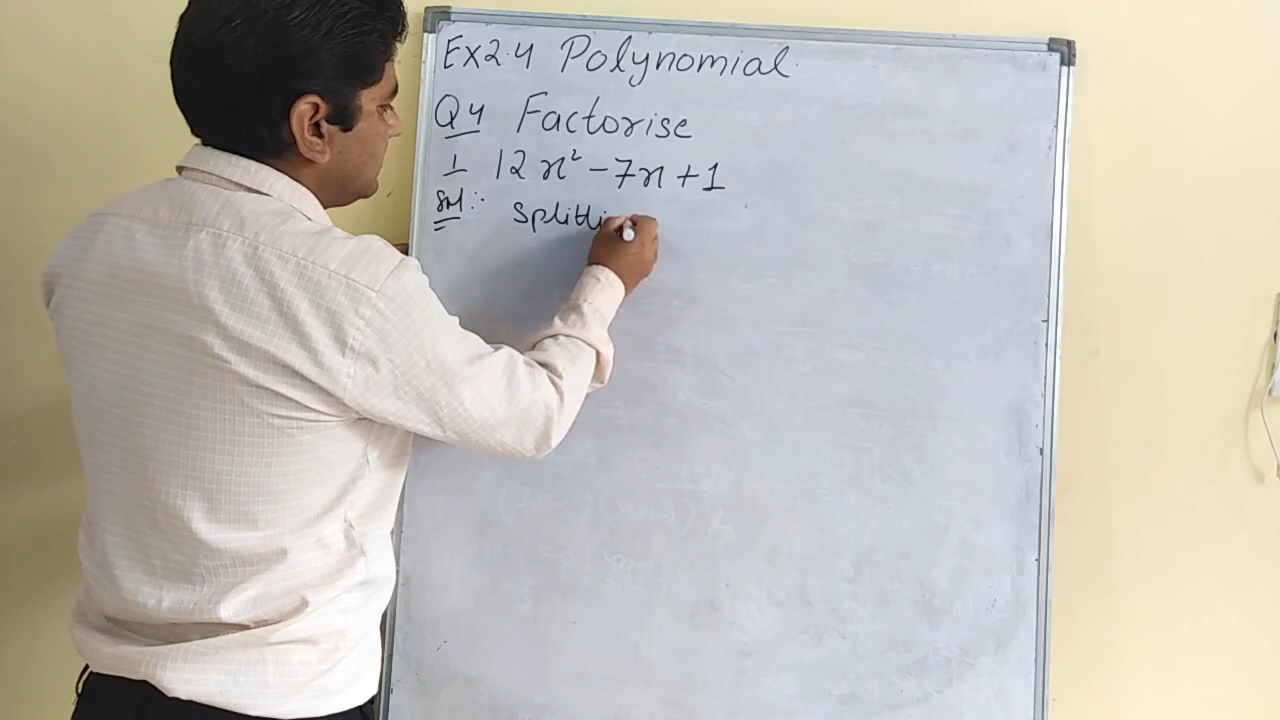 Ex2.4 Polynomial.
Q4 Factorise
1 12x² - 7x + 1
Sol:- Splitti